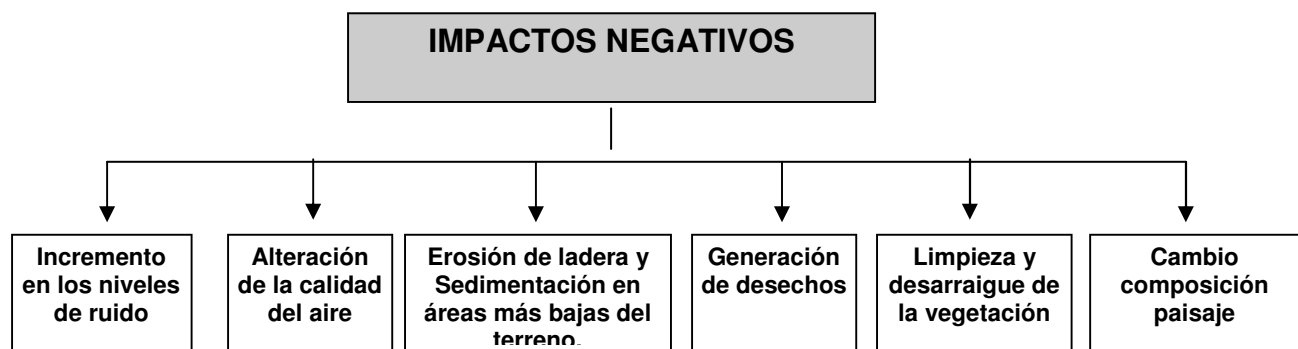 IMPACTOS NEGATIVOS
Incremento
en los niveles
de ruido
Alteración
de la calidad
del aire
Erosión de ladera y
Sedimentación en
áreas más bajas del
terreno.
Generación
de desechos
Limpieza y
desarraigue de
la vegetación
Cambio
composición
paisaje